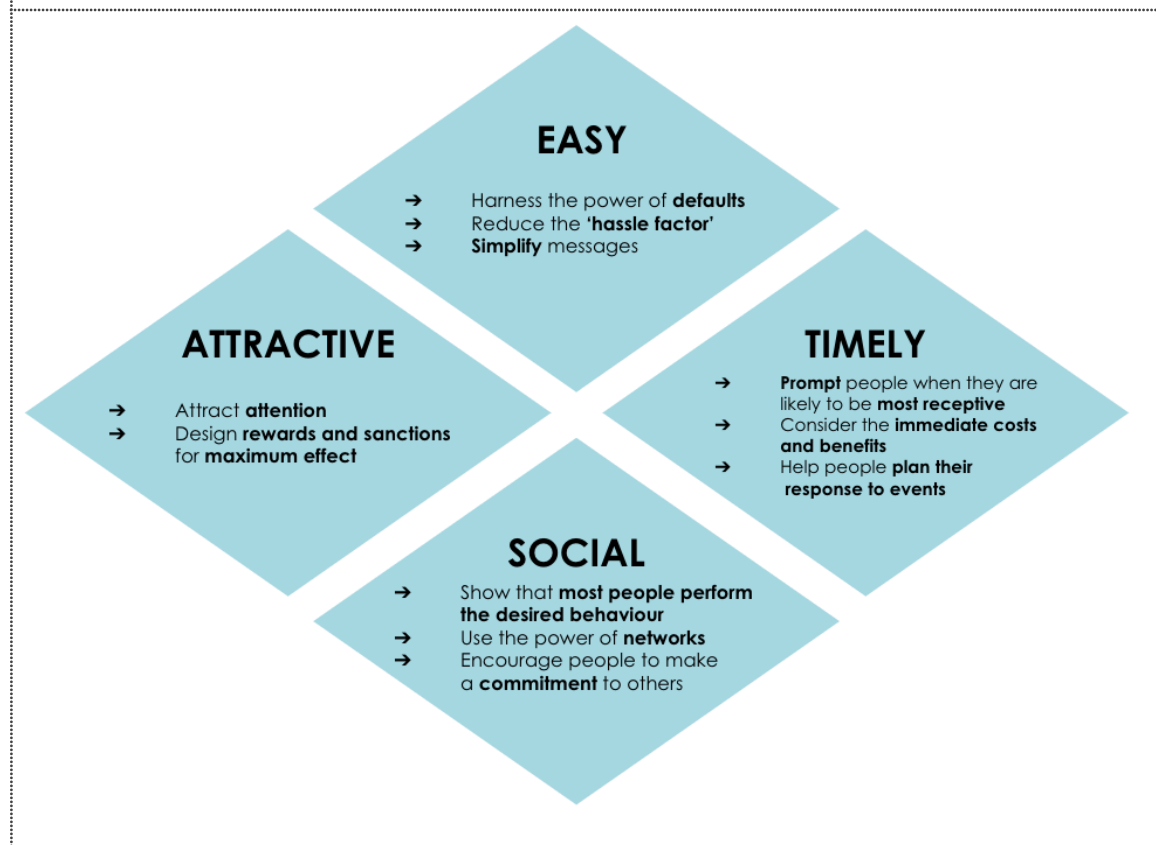 EASY
➔ Harness the power of defaults
➔ Reduce the ‘hassle factor’
➔ Simplify messages
ATTRACTIVE
➔ Attract attention
➔ Design rewards and sanctions
for maximum effect
TIMELY
➔ Prompt people when they are
likely to be most receptive
➔ Consider the immediate costs
and benefits
➔ Help people plan their
response to events
SOCIAL
➔ Show that most people perform
the desired behaviour
➔ Use the power of networks
➔ Encourage people to make
a commitment to others